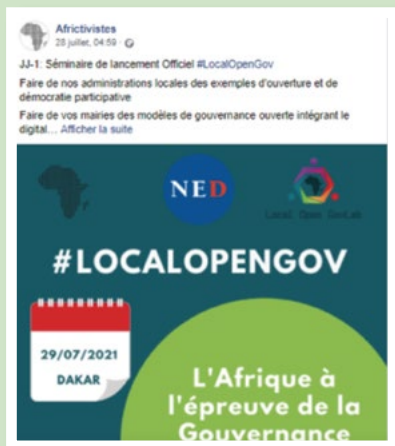 Africtivistes
28 juillet, 04:59 ·
JJ-1: Séminaire de lancement Officiel #LocalOpenGov
Faire de nos administrations locales des exemples d'ouverture et de
démocratie participative
Faire de vos mairies des modèles de gouvernance ouverte intégrant le
digital... Afficher la suite
NED
Local Open GovLab
#LOCALOPENGOV
29/07/2021
DAKAR
L'Afrique à
l'épreuve de la
Gouvernance